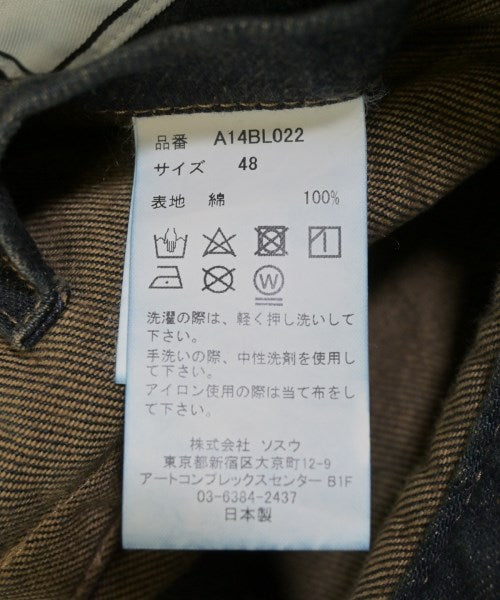 品番 A14BL022
サイズ 48
表地 綿 100%
W
洗濯の際は、軽く押し洗いして
下さい。
手洗いの際、中性洗剤を使用し
て下さい。
アイロン使用の際は当て布をし
て下さい。
株式会社 ソスウ
東京都新宿区大京町12-9
アートコンプレックスセンター B1F
03-6384-2437
日本製